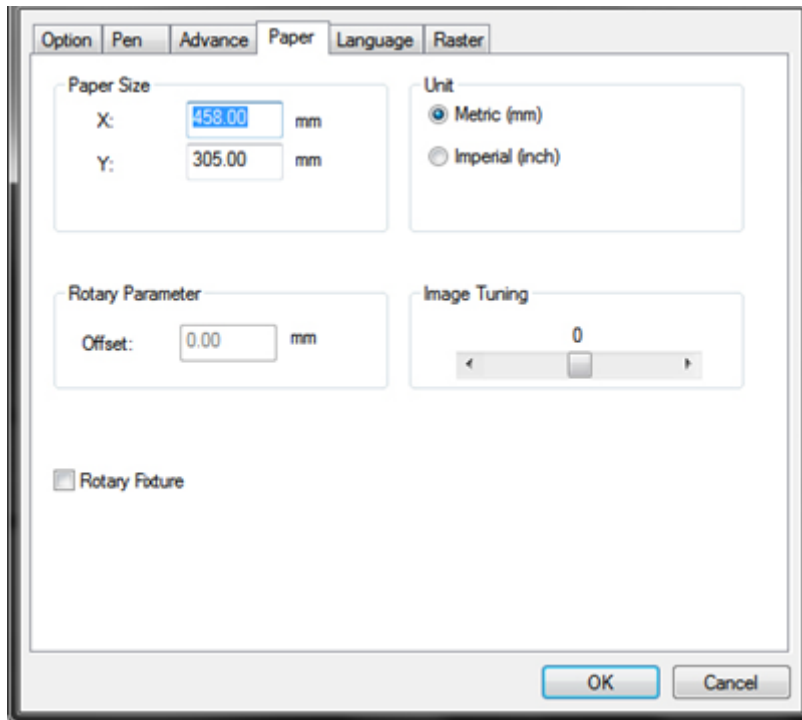 Option Pen Advance Paper Language Raster
Paper Size
X: 458.00 mm
Y: 305.00 mm
Unit
Metric (mm)
Imperial (inch)
Rotary Parameter
Offset: 0.00 mm
Image Tuning
0
Rotary Fixture
OK Cancel